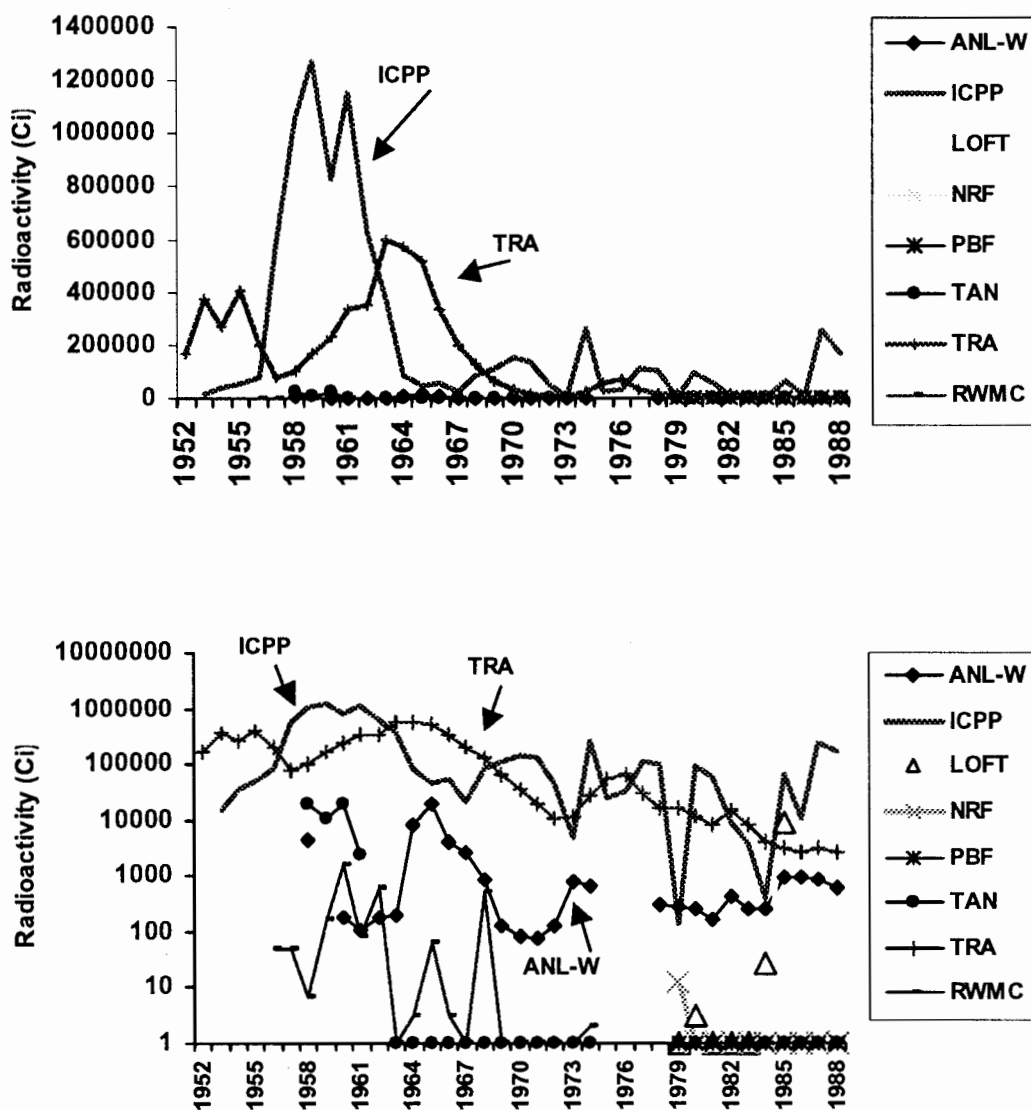 1400000
1200000
1000000
800000
600000
400000
200000
0
Radioactivity (Ci)
ICPP
TRA
1952
1955
1958
1961
1964
1967
1970
1973
1976
1979
1982
1985
1988
ANL-W
ICPP
LOFT
NRF
PBF
TAN
TRA
RWMC
10000000
1000000
100000
10000
1000
100
10
1
Radioactivity (Ci)
ICPP
TRA
ANL-W
1952
1955
1958
1961
1964
1967
1970
1973
1976
1979
1982
1985
1988
ANL-W
ICPP
LOFT
NRF
PBF
TAN
TRA
RWMC